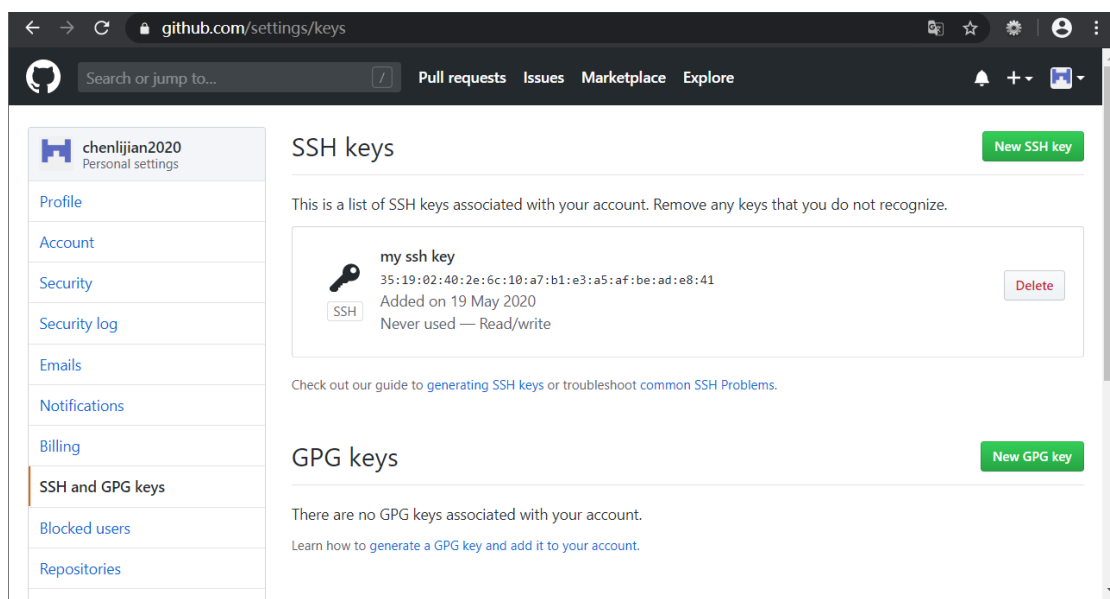 github.com/settings/keys
Search or jump to...
/
Pull requests Issues Marketplace Explore
chenlijian2020
Personal settings
Profile
Account
Security
Security log
Emails
Notifications
Billing
SSH and GPG keys
Blocked users
Repositories
SSH keys
New SSH key
This is a list of SSH keys associated with your account. Remove any keys that you do not recognize.
my ssh key
35:19:02:40:2e:6c:10:a7:b1:e3:a5:af:be:ad:e8:41
SSH
Added on 19 May 2020
Never used — Read/write
Delete
Check out our guide to generating SSH keys or troubleshoot common SSH Problems.
GPG keys
New GPG key
There are no GPG keys associated with your account.
Learn how to generate a GPG key and add it to your account.